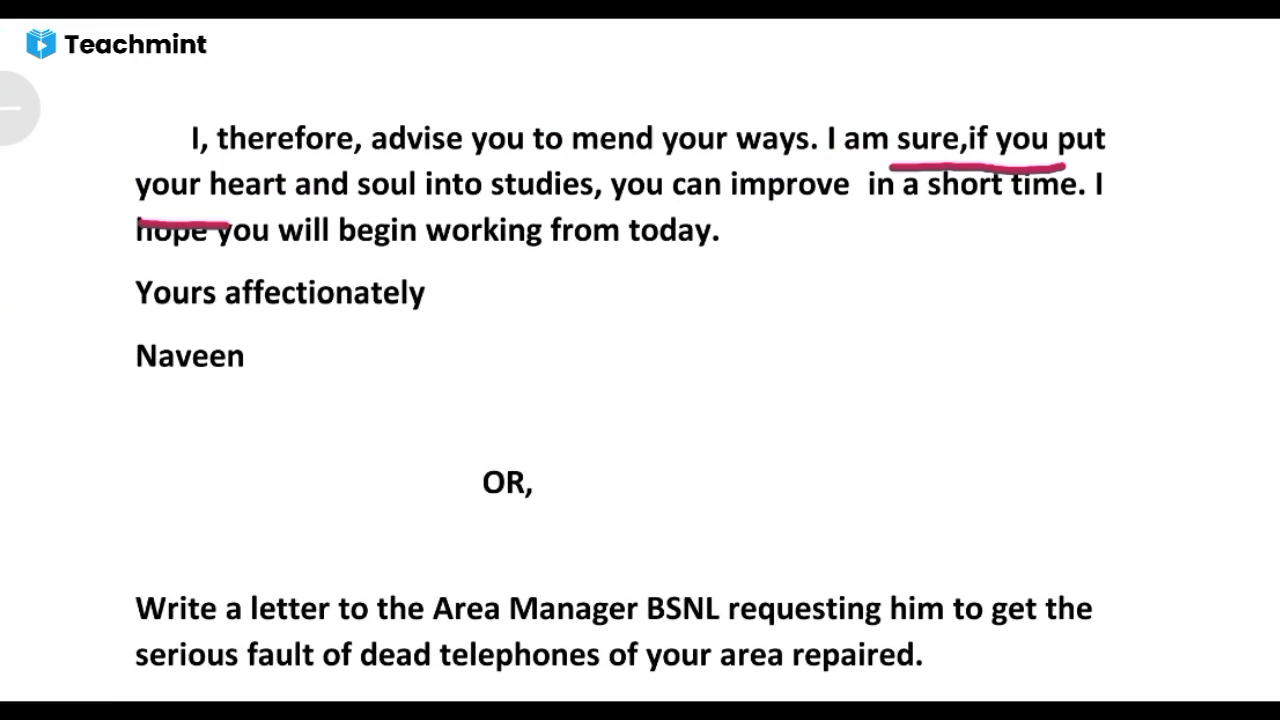 Teachmint
I, therefore, advise you to mend your ways. I am sure,if you put
your heart and soul into studies, you can improve  in a short time. I
hope you will begin working from today.
Yours affectionately
Naveen
OR,
Write a letter to the Area Manager BSNL requesting him to get the
serious fault of dead telephones of your area repaired.